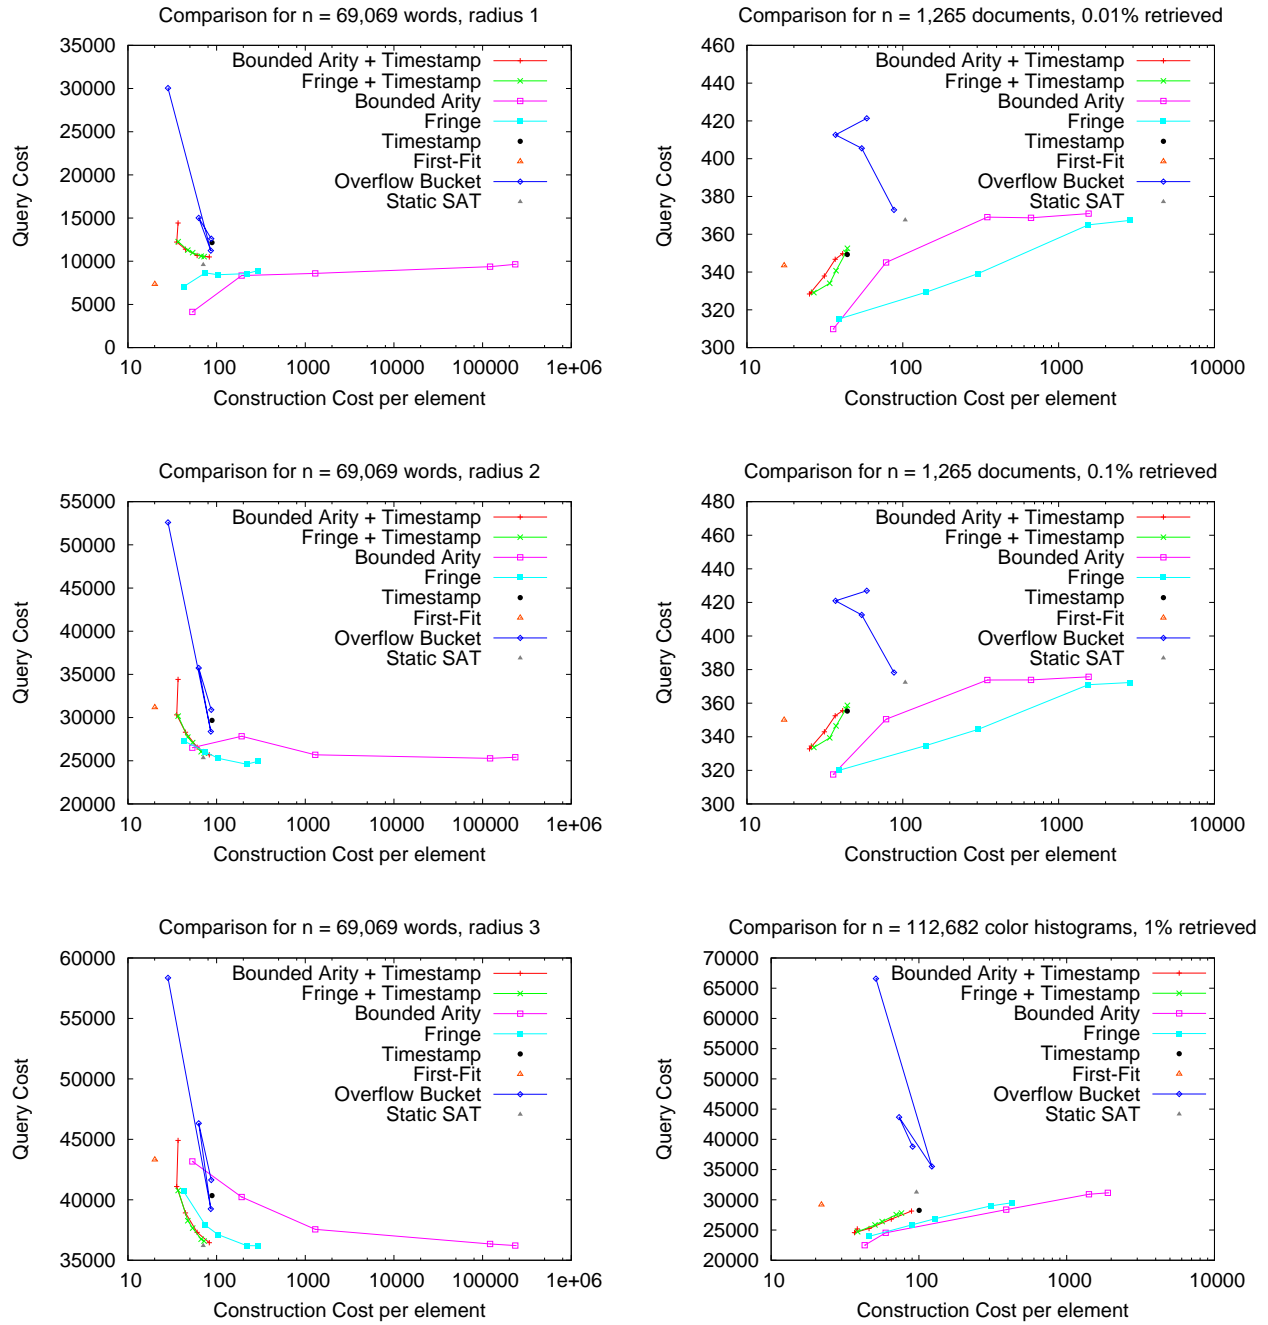 Comparison for n = 69,069 words, radius 1
35000
30000
25000
20000
15000
10000
5000
0
Query Cost
Bounded Arity + Timestamp
Fringe + Timestamp
Bounded Arity
Fringe
Timestamp
First-Fit
Overflow Bucket
Static SAT
10 100 1000 10000 100000 1e+06
Construction Cost per element
Comparison for n = 1,265 documents, 0.01% retrieved
460
440
420
400
380
360
340
320
300
Query Cost
Bounded Arity + Timestamp
Fringe + Timestamp
Bounded Arity
Fringe
Timestamp
First-Fit
Overflow Bucket
Static SAT
10 100 1000 10000
Construction Cost per element
Comparison for n = 69,069 words, radius 2
55000
50000
45000
40000
35000
30000
25000
20000
Query Cost
Bounded Arity + Timestamp
Fringe + Timestamp
Bounded Arity
Fringe
Timestamp
First-Fit
Overflow Bucket
Static SAT
10 100 1000 10000 100000 1e+06
Construction Cost per element
Comparison for n = 1,265 documents, 0.1% retrieved
480
460
440
420
400
380
360
340
320
300
Query Cost
Bounded Arity + Timestamp
Fringe + Timestamp
Bounded Arity
Fringe
Timestamp
First-Fit
Overflow Bucket
Static SAT
10 100 1000 10000
Construction Cost per element
Comparison for n = 69,069 words, radius 3
60000
55000
50000
45000
40000
35000
Query Cost
Bounded Arity + Timestamp
Fringe + Timestamp
Bounded Arity
Fringe
Timestamp
First-Fit
Overflow Bucket
Static SAT
10 100 1000 10000 100000 1e+06
Construction Cost per element
Comparison for n = 112,682 color histograms, 1% retrieved
70000
65000
60000
55000
50000
45000
40000
35000
30000
25000
20000
Query Cost
Bounded Arity + Timestamp
Fringe + Timestamp
Bounded Arity
Fringe
Timestamp
First-Fit
Overflow Bucket
Static SAT
10 100 1000 10000
Construction Cost per element